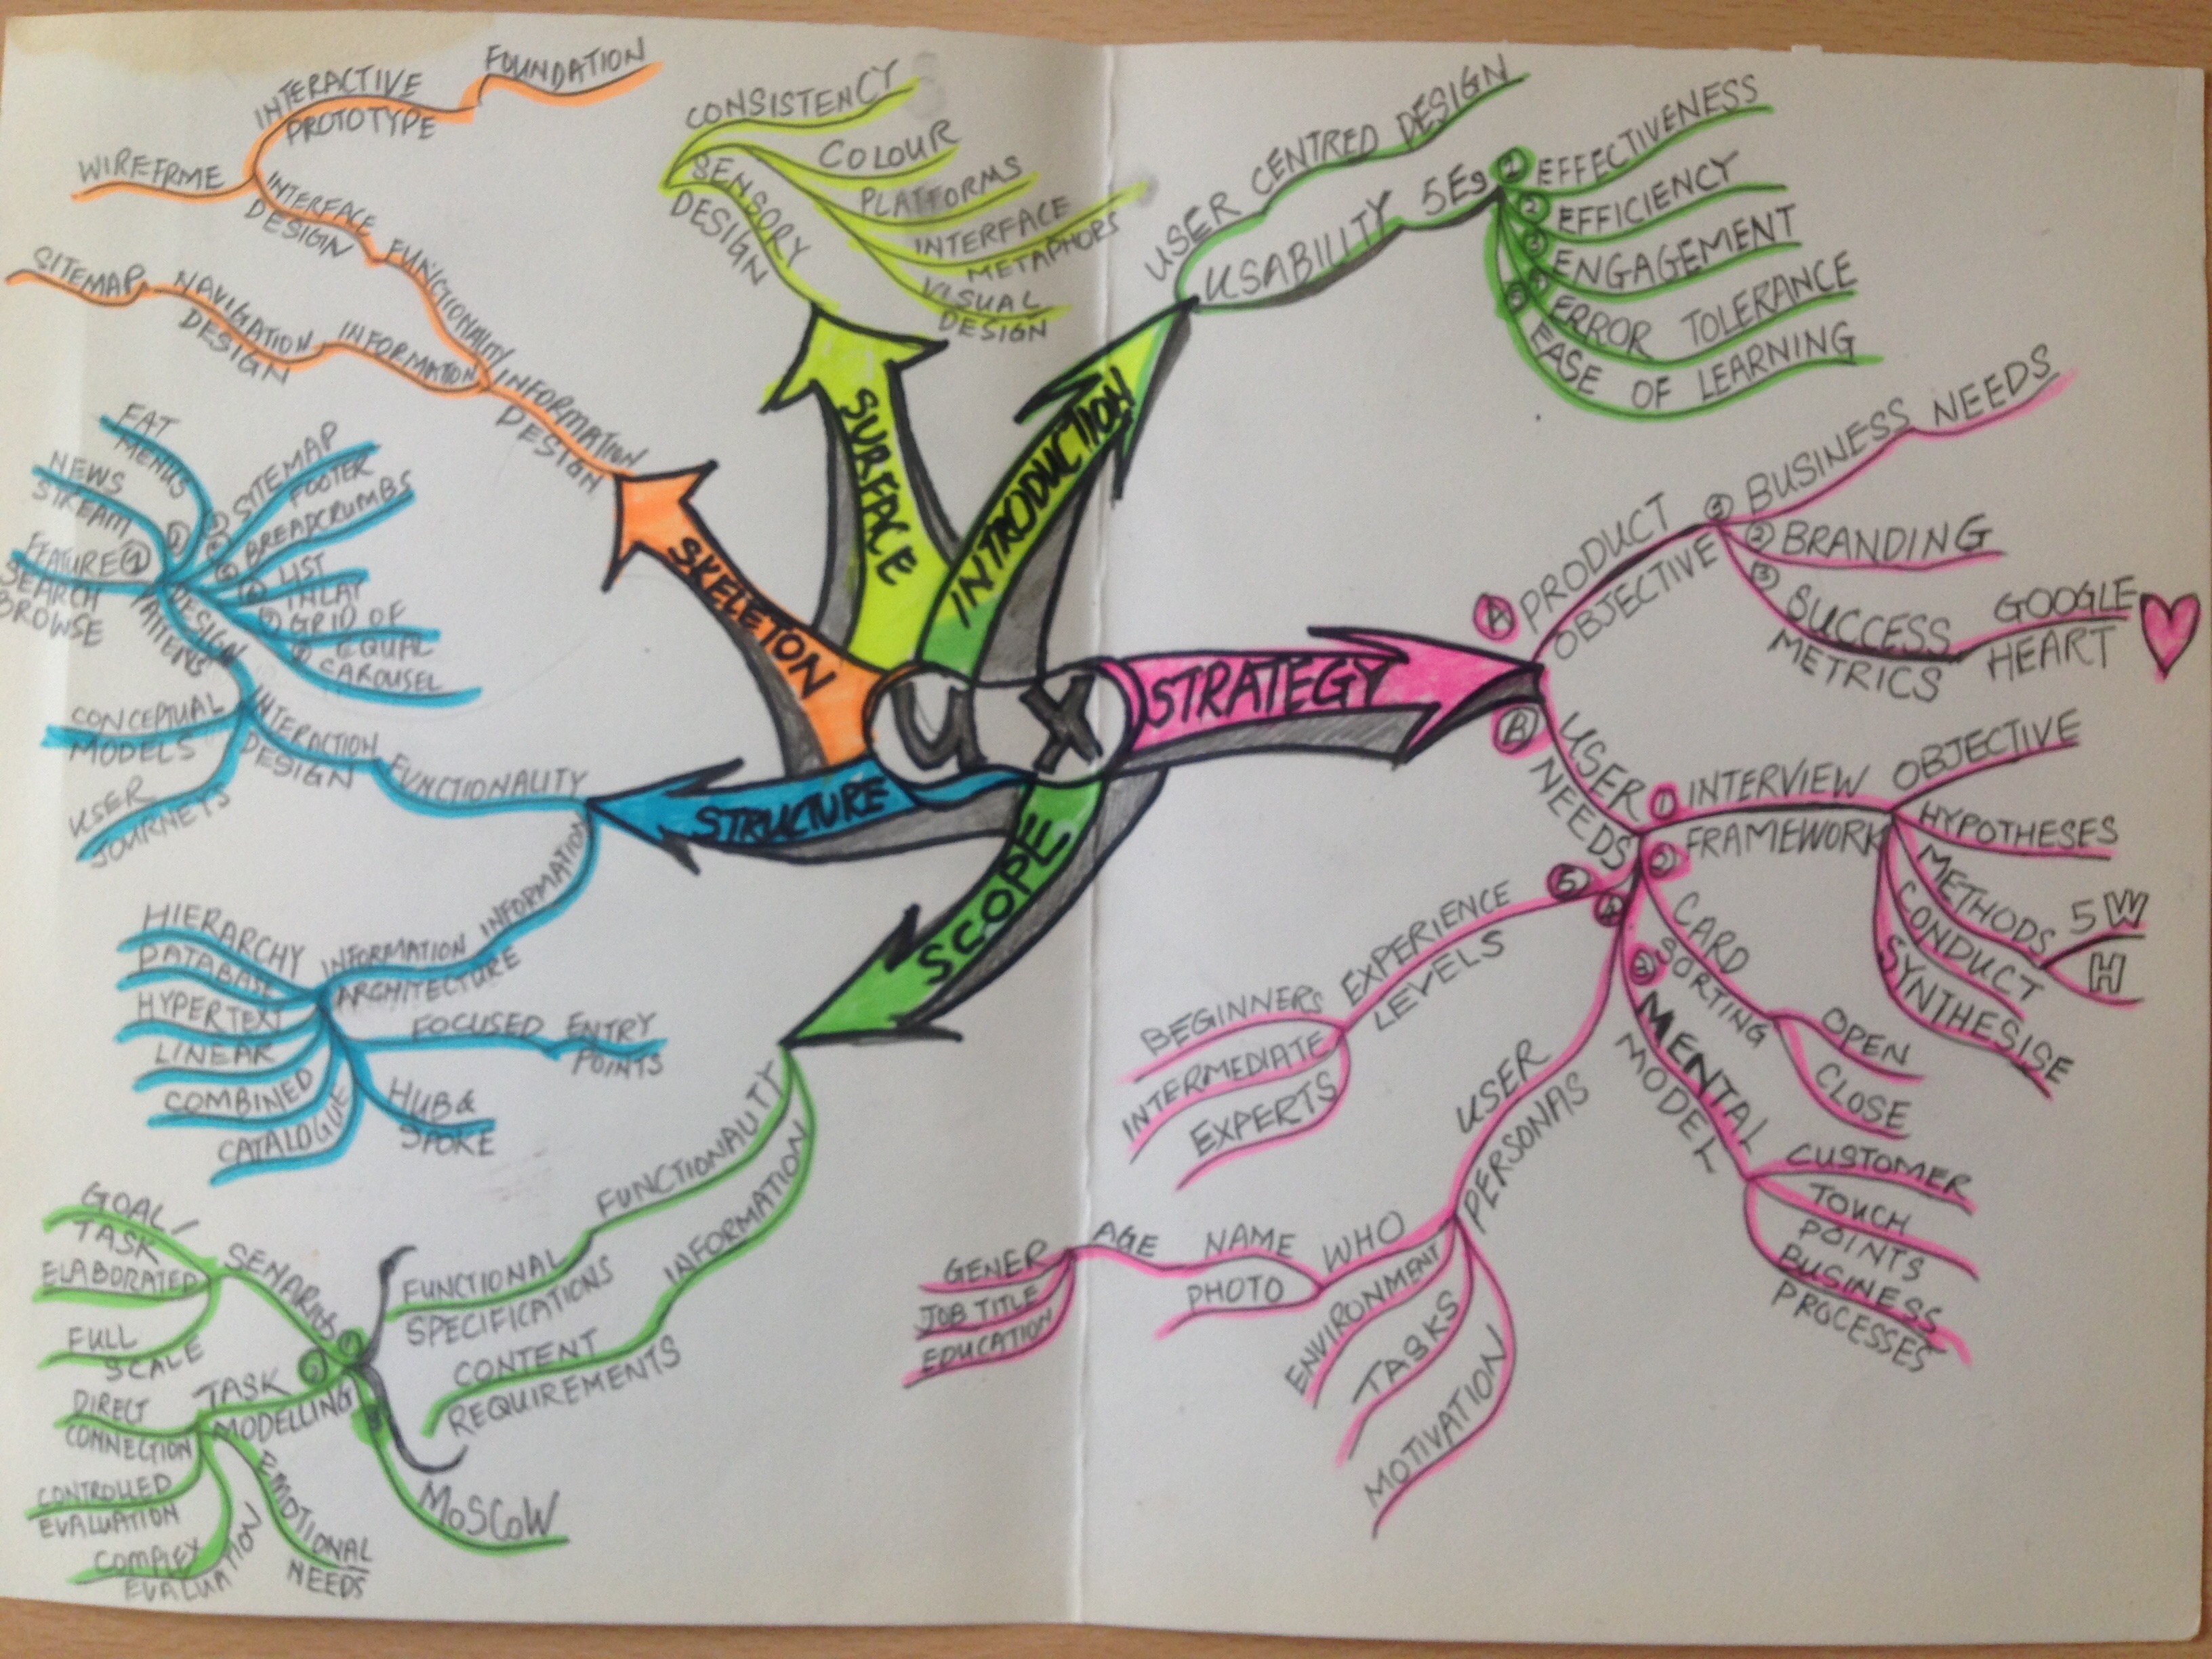 UX
INTRODUCTION
USER CENTRED DESIGN
USABILITY 5Es
1 EFFECTIVENESS
2 EFFICIENCY
3 ENGAGEMENT
4 ERROR TOLERANCE
5 EASE OF LEARNING
STRATEGY
A PRODUCT
OBJECTIVE
BUSINESS NEEDS
2 BRANDING
3 SUCCESS
METRICS
GOOGLE
HEART
B USER
NEEDS
1 INTERVIEW
FRAMEWORK
OBJECTIVE
HYPOTHESES
METHODS
5W
H
CONDUCT
SYNTHESISE
2 CARD
SORTING
OPEN
CLOSE
3 MENTAL
MODEL
CUSTOMER
TOUCH
POINTS
BUSINESS
PROCESSES
4 USER
PERSONAS
WHO
NAME
AGE
GENER
JOB TITLE
EDUCATION
PHOTO
ENVIRONMENT
TASKS
MOTIVATION
5 EXPERIENCE
LEVELS
BEGINNERS
INTERMEDIATE
EXPERTS
SCOPE
FUNCTIONALITY
FUNCTIONAL
SPECIFICATIONS
INFORMATION
CONTENT
REQUIREMENTS
SENARIOS
GOAL/
TASK
ELABORATED
FULL
SCALE
TASK
MODELLING
DIRECT
CONNECTION
CONTROLLED
EVALUATION
COMPLEX
EVALUATION
EMOTIONAL
NEEDS
MoSCoW
STRUCTURE
FUNCTIONALITY
INTERACTION
DESIGN
DESIGN
PATTENS
FAT
MENUS
NEWS
STREAM
FEATURE 1
SEARCH
BROWSE
SITEMAP
FOOTER
BREADCRUMBS
LIST
INLAY
GRID OF
EQUAL
CAROUSEL
CONCEPTUAL
MODELS
USER
JOURNEYS
INFORMATION
INFORMATION
ARCHITECTURE
HIERARCHY
DATABASE
HYPERTEXT
LINEAR
COMBINED
CATALOGUE
FOCUSED ENTRY
POINTS
HUB &
SPOKE
SKELETON
INFORMATION
DESIGN
FUNCTIONALITY
INTERFACE
DESIGN
WIREFRME
INTERACTIVE
PROTOTYPE
FOUNDATION
INFORMATION
NAVIGATION
DESIGN
SITEMAP
SURFACE
SENSORY
DESIGN
CONSISTENCY
COLOUR
PLATFORMS
INTERFACE
METAPHORS
VISUAL
DESIGN